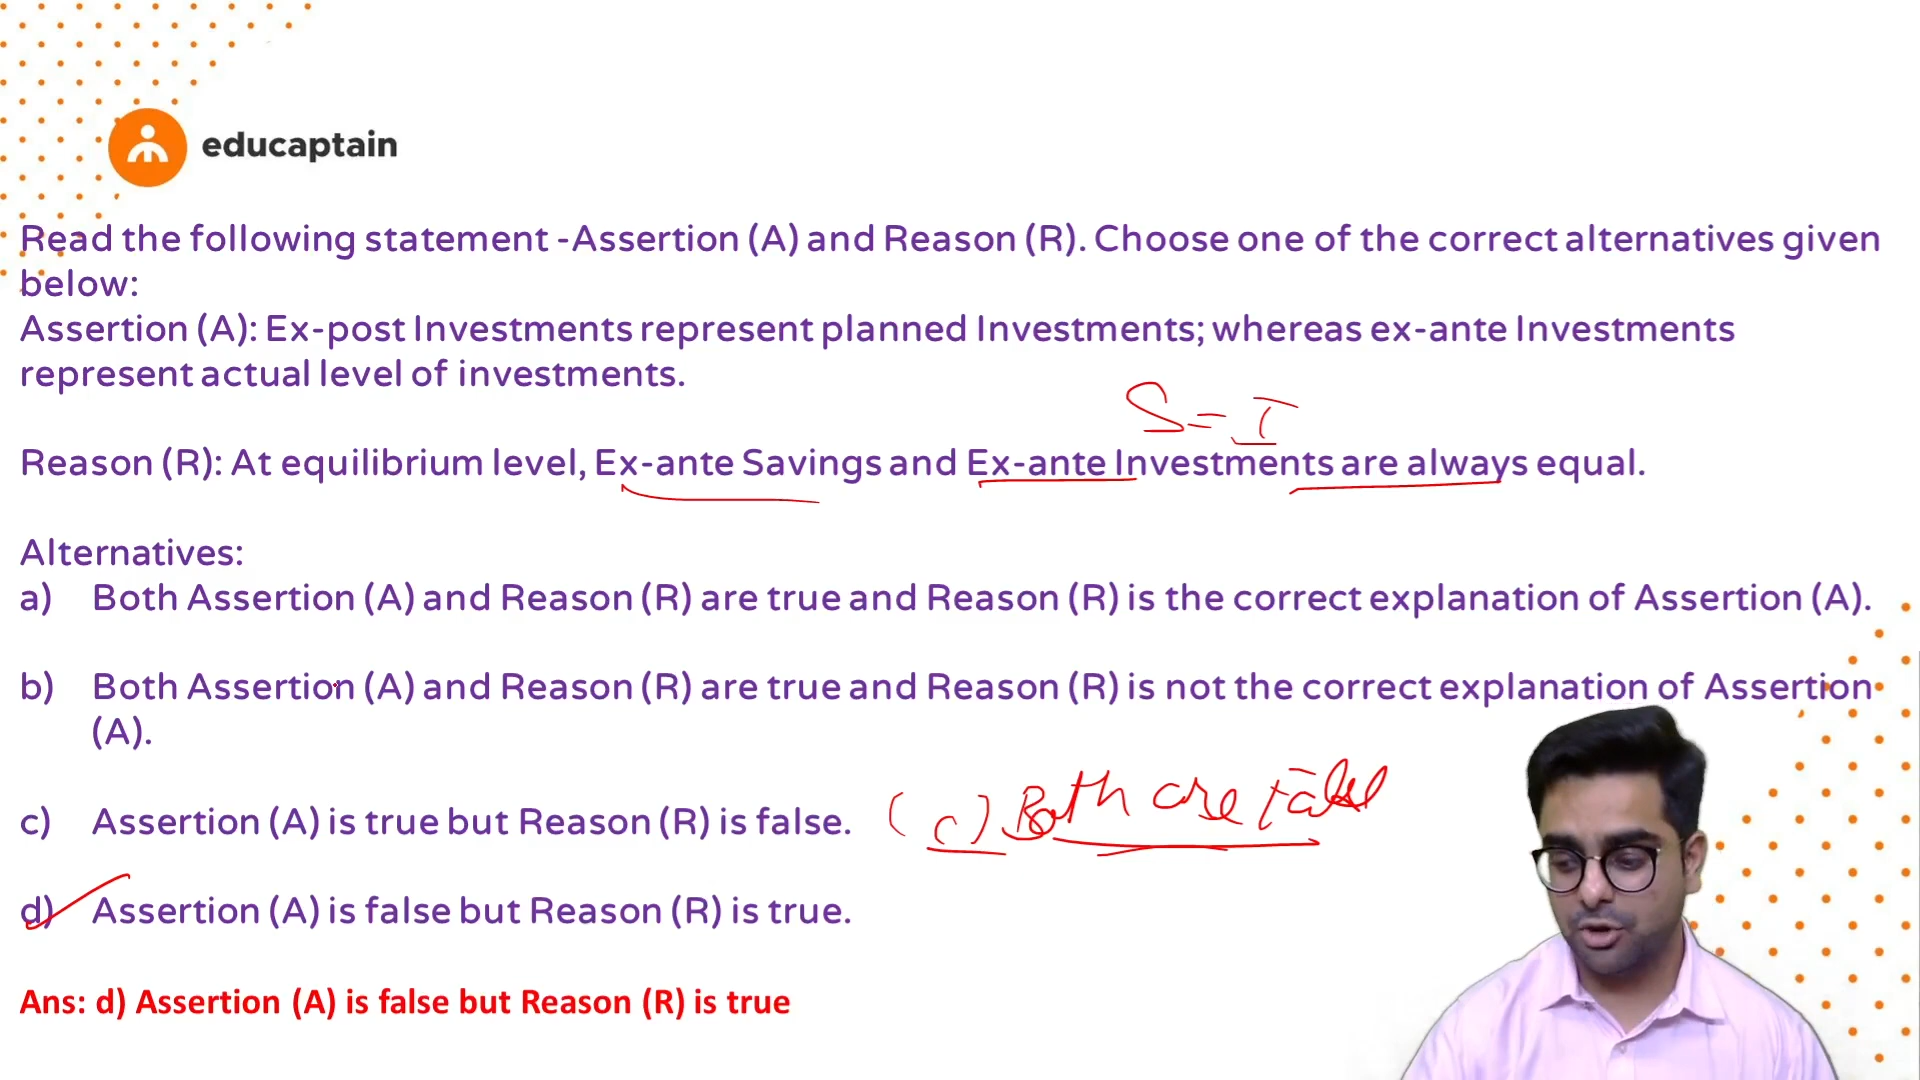 educaptain
Read the following statement -Assertion (A) and Reason (R). Choose one of the correct alternatives given
below:
Assertion (A): Ex-post Investments represent planned Investments; whereas ex-ante Investments
represent actual level of investments.
S = I
Reason (R): At equilibrium level, Ex-ante Savings and Ex-ante Investments are always equal.
Alternatives:
a) Both Assertion (A) and Reason (R) are true and Reason (R) is the correct explanation of Assertion (A).
b) Both Assertion (A) and Reason (R) are true and Reason (R) is not the correct explanation of Assertion
(A).
c) Assertion (A) is true but Reason (R) is false. (c) Both are False
d) Assertion (A) is false but Reason (R) is true.
Ans: d) Assertion (A) is false but Reason (R) is true